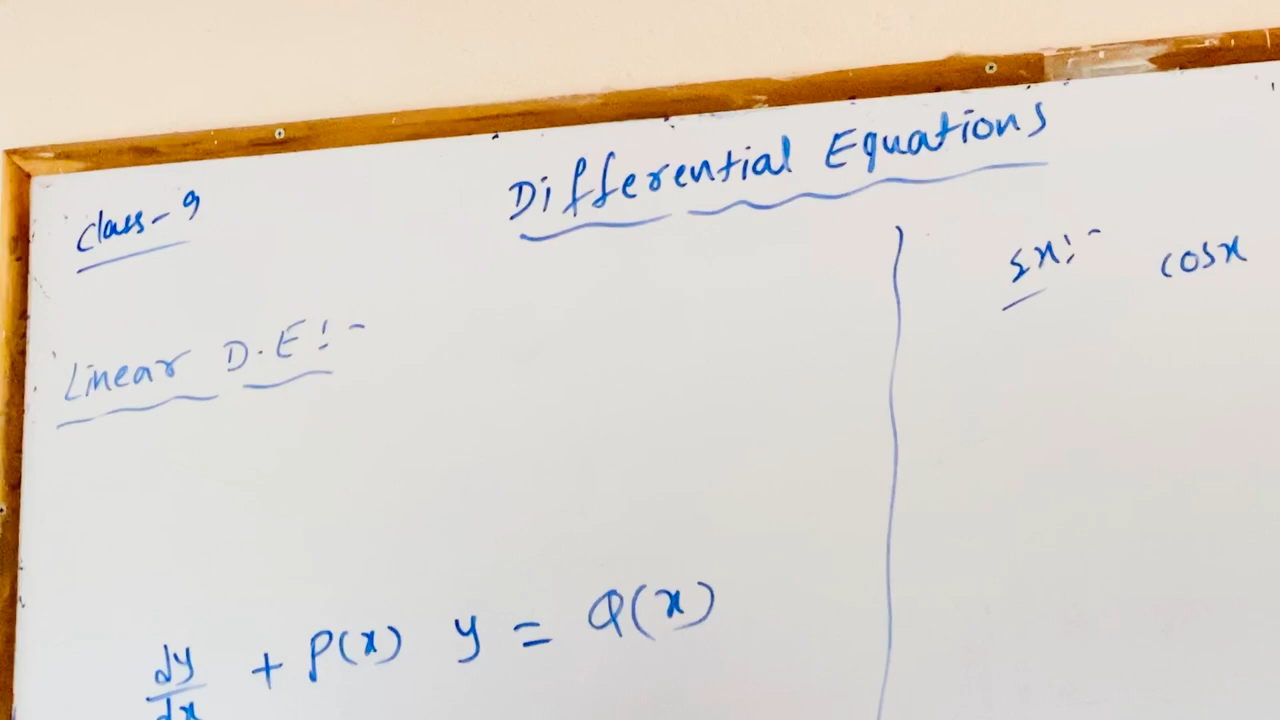 Differential Equations
Class-9
Linear D.E!-
dy/dx + P(x) y = Q(x)
Ex!- cosx